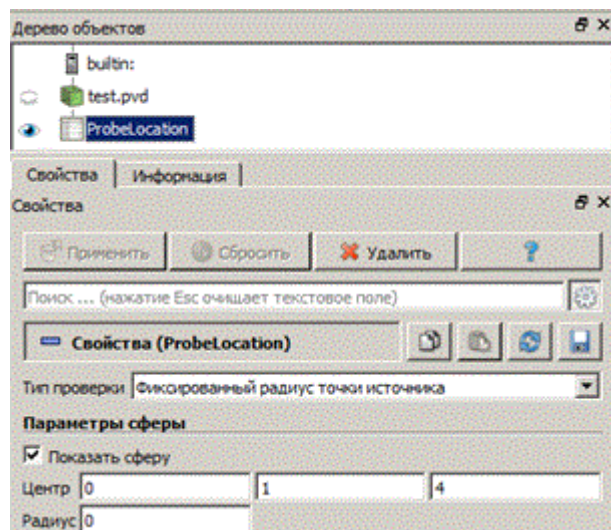 Дерево объектов
builtin:
test.pvd
ProbeLocation
Свойства Информация
Свойства
Применить Сбросить Удалить ?
Поиск ... (нажатие Esc очищает текстовое поле)
Свойства (ProbeLocation)
Тип проверки Фиксированный радиус точки источника
Параметры сферы
Показать сферу
Центр 0 1 4
Радиус 0